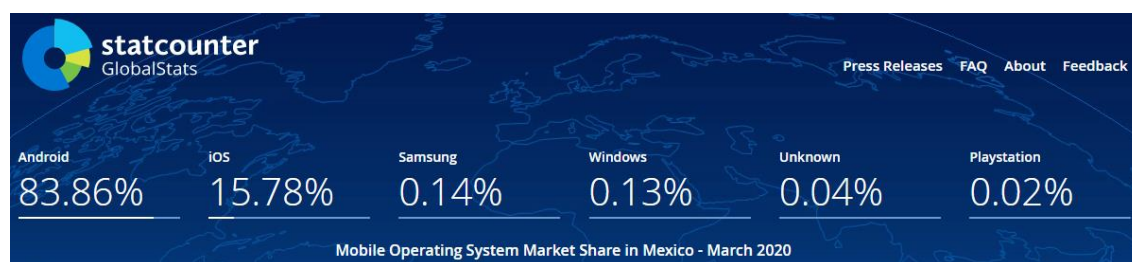 statcounter
GlobalStats
Press Releases FAQ About Feedback
Android iOS Samsung Windows Unknown Playstation
83.86% 15.78% 0.14% 0.13% 0.04% 0.02%
Mobile Operating System Market Share in Mexico - March 2020